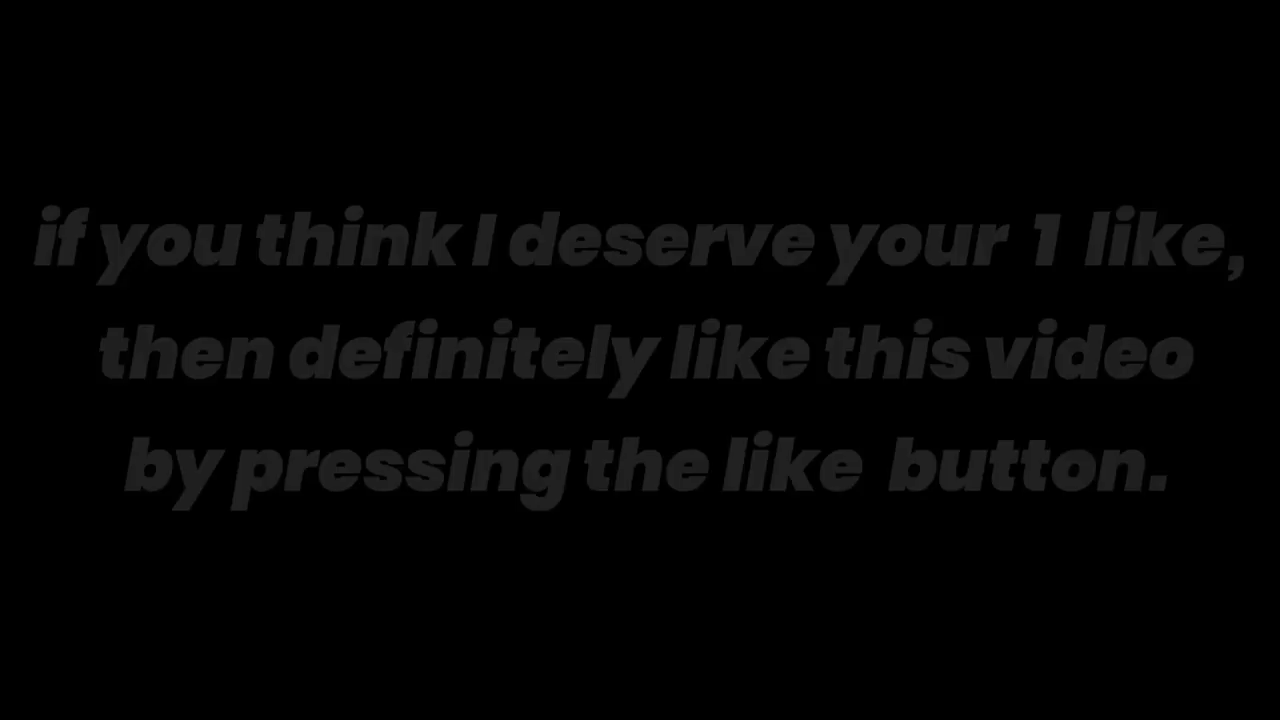 if you think I deserve your 1 like,
then definitely like this video
by pressing the like button.